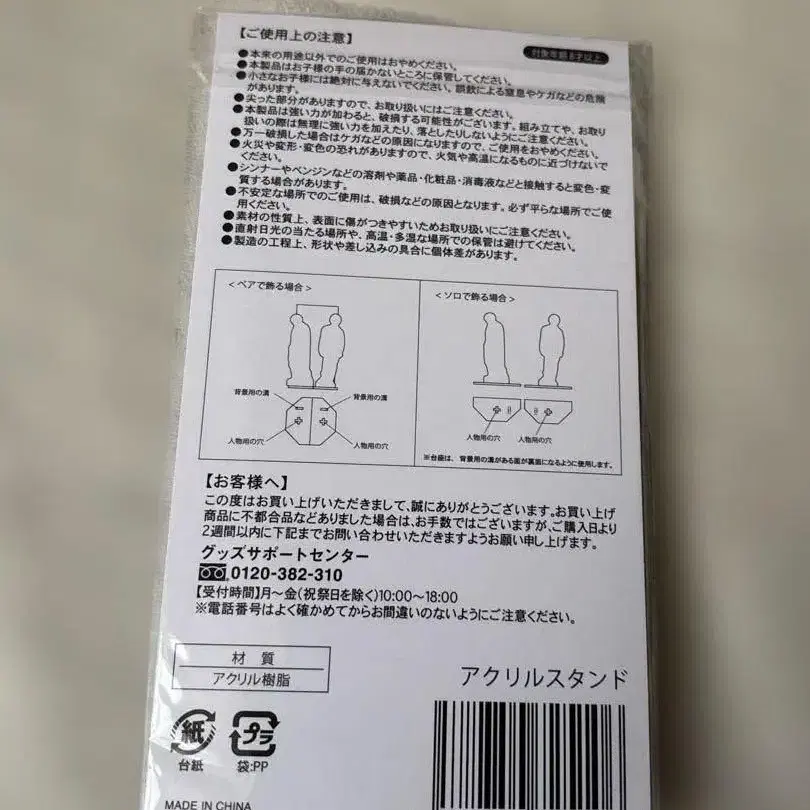 【ご使用上の注意】
対象年齢8才以上
●本来の用途以外でのご使用はおやめください。
●本製品はお子様の手の届かないところに保管してください。
●小さなお子様には絶対に与えないでください。誤飲による窒息やケガなどの危険
があります。
●尖った部分がありますので、お取り扱いにはご注意ください。
●本製品は強い力が加わると、破損する可能性がございます。組み立てや、お取り
扱いの際は無理に強い力を加えたり、落としたりしないようにご注意ください。
●万一破損した場合はケガなどの原因になりますので、ご使用をおやめください。
●火災や変形・変色の恐れがありますので、火気や高温になるものに近づけないで
ください。
●シンナーやベンジンなどの溶剤や薬品・化粧品・消毒液などと接触すると変色・変
質する場合があります。
●不安定な場所でのご使用は、破損などの原因となります。必ず平らな場所でご使
用ください。
●素材の性質上、表面に傷がつきやすいためお取り扱いにご注意ください。
●直射日光の当たる場所や、高温・多湿な場所での保管は避けてください。
●製造の工程上、形状や差し込みの具合に個体差があります。
<ペアで飾る場合>
背景用の溝
背景用の溝
人物用の穴
人物用の穴
<ソロで飾る場合>
人物用の穴
人物用の穴
※台座は、背景用の溝がある面が裏面になるように使用します。
【お客様へ】
この度はお買い上げいただきまして、誠にありがとうございます。お買い上げ
商品に不都合品などありました場合は、お手数ではございますが、ご購入日より
2週間以内に下記までお問い合わせいただきますようお願い申し上げます。
グッズサポートセンター
0120-382-310
【受付時間】月～金(祝祭日を除く)10:00～18:00
※電話番号はよく確かめてからお間違いのないようにご注意ください。
材 質
アクリル樹脂
アクリルスタンド
紙
台紙
プラ
袋:PP
MADE IN CHINA